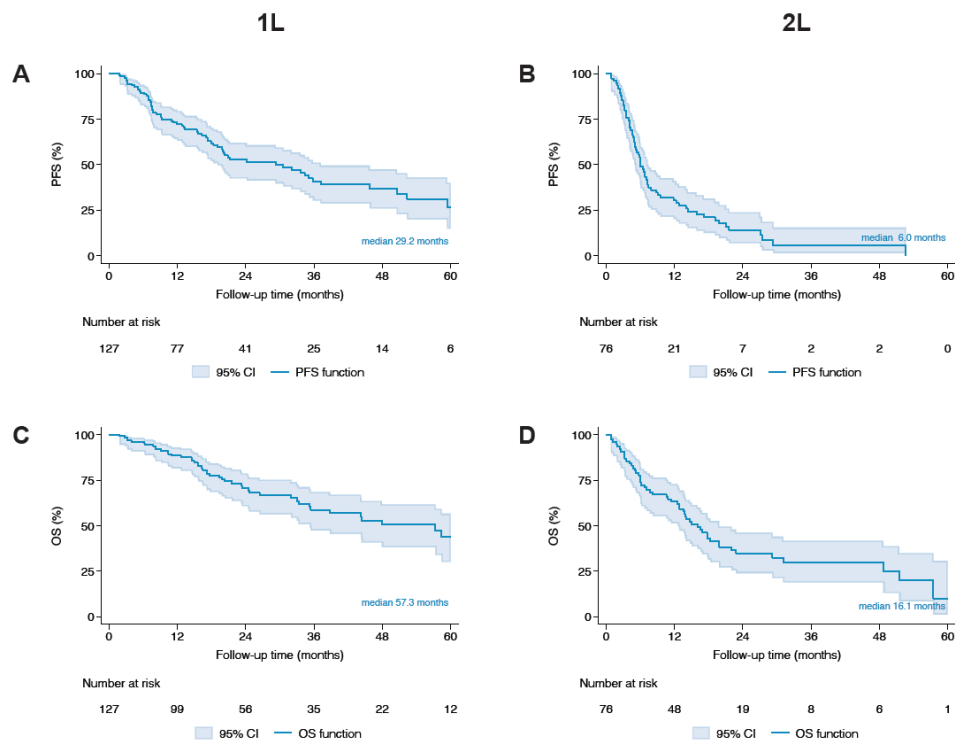 1L
2L
A
100
75
50
25
0
PFS (%)
median 29.2 months
0 12 24 36 48 60
Follow-up time (months)
Number at risk
127 77 41 25 14 6
95% CI PFS function
B
100
75
50
25
0
PFS (%)
median 6.0 months
0 12 24 36 48 60
Follow-up time (months)
Number at risk
76 21 7 2 2 0
95% CI PFS function
C
100
75
50
25
0
OS (%)
median 57.3 months
0 12 24 36 48 60
Follow-up time (months)
Number at risk
127 99 56 35 22 12
95% CI OS function
D
100
75
50
25
0
OS (%)
median 16.1 months
0 12 24 36 48 60
Follow-up time (months)
Number at risk
76 48 19 8 6 1
95% CI OS function